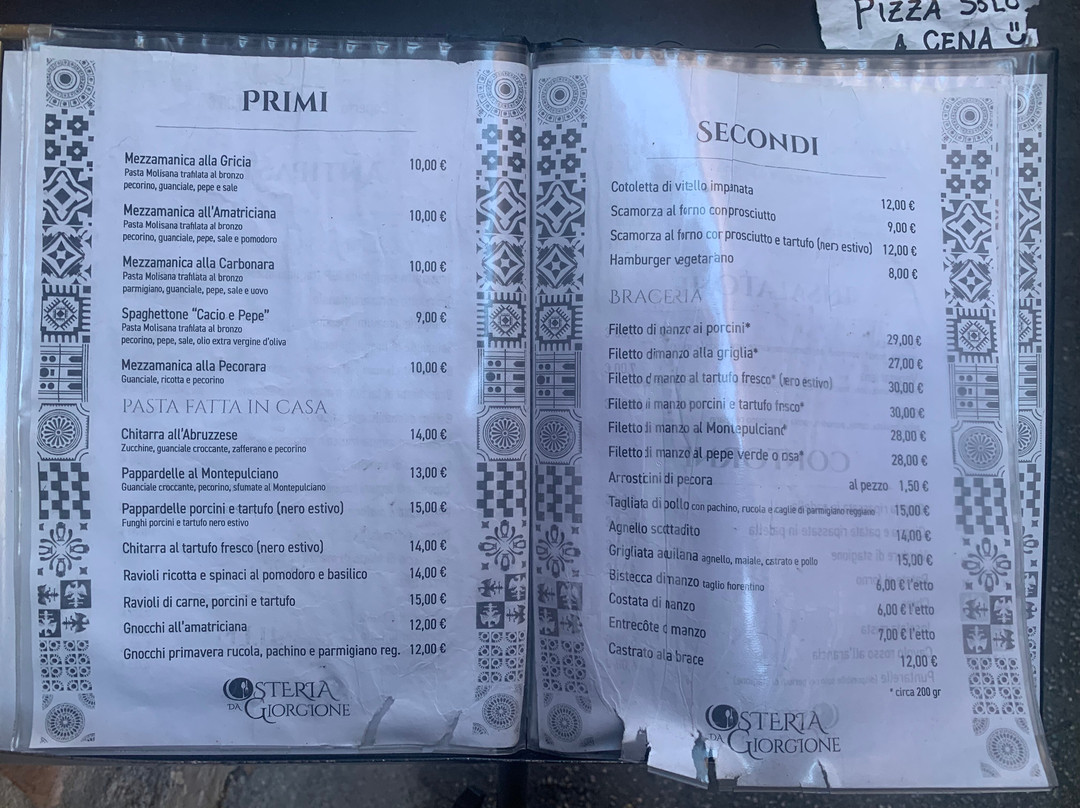 PIZZA SOLO
A CENA
PRIMI
Mezzamanica alla Gricia 10,00 €
Pasta Molisana trafilata al bronzo
pecorino, guanciale, pepe e sale
Mezzamanica all'Amatriciana 10,00 €
Pasta Molisana trafilata al bronzo
pecorino, guanciale, pepe, sale e pomodoro
Mezzamanica alla Carbonara 10,00 €
Pasta Molisana trafilata al bronzo
parmigiano, guanciale, pepe, sale e uovo
Spaghettone "Cacio e Pepe" 9,00 €
Pasta Molisana trafilata al bronzo
pecorino, pepe, sale, olio extra vergine d'oliva
Mezzamanica alla Pecorara 10,00 €
Guanciale, ricotta e pecorino
PASTA FATTA IN CASA
Chitarra all'Abruzzese 14,00 €
Zucchine, guanciale croccante, zafferano e pecorino
Pappardelle al Montepulciano 13,00 €
Guanciale croccante, pecorino, sfumate al Montepulciano
Pappardelle porcini e tartufo (nero estivo) 15,00 €
Funghi porcini e tartufo nero estivo
Chitarra al tartufo fresco (nero estivo) 14,00 €
Ravioli ricotta e spinaci al pomodoro e basilico 14,00 €
Ravioli di carne, porcini e tartufo 15,00 €
Gnocchi all'amatriciana 12,00 €
Gnocchi primavera rucola, pachino e parmigiano reg. 12,00 €
OSTERIA
DA GIORGIONE
SECONDI
Cotoletta di vitello impanata 12,00 €
Scamorza al forno con prosciutto 9,00 €
Scamorza al forno con prosciutto e tartufo (nero estivo) 12,00 €
Hamburger vegetariano 8,00 €
BRACERIA
Filetto di manzo ai porcini* 29,00 €
Filetto di manzo alla griglia* 27,00 €
Filetto di manzo al tartufo fresco* (nero estivo) 30,00 €
Filetto di manzo porcini e tartufo fresco* 30,00 €
Filetto di manzo al Montepulciano* 28,00 €
Filetto di manzo al pepe verde o rosa* 28,00 €
Arrosticini di pecora al pezzo 1,50 €
Tagliata di pollo con pachino, rucola e scaglie di parmigiano reggiano 15,00 €
Agnello scottadito 14,00 €
Grigliata aquilana agnello, maiale, castrato e pollo 15,00 €
Bistecca di manzo taglio fiorentino 6,00 € l'etto
Costata di manzo 6,00 € l'etto
Entrecôte di manzo 7,00 € l'etto
Castrato alla brace 12,00 €
* circa 200 gr
OSTERIA
DA GIORGIONE